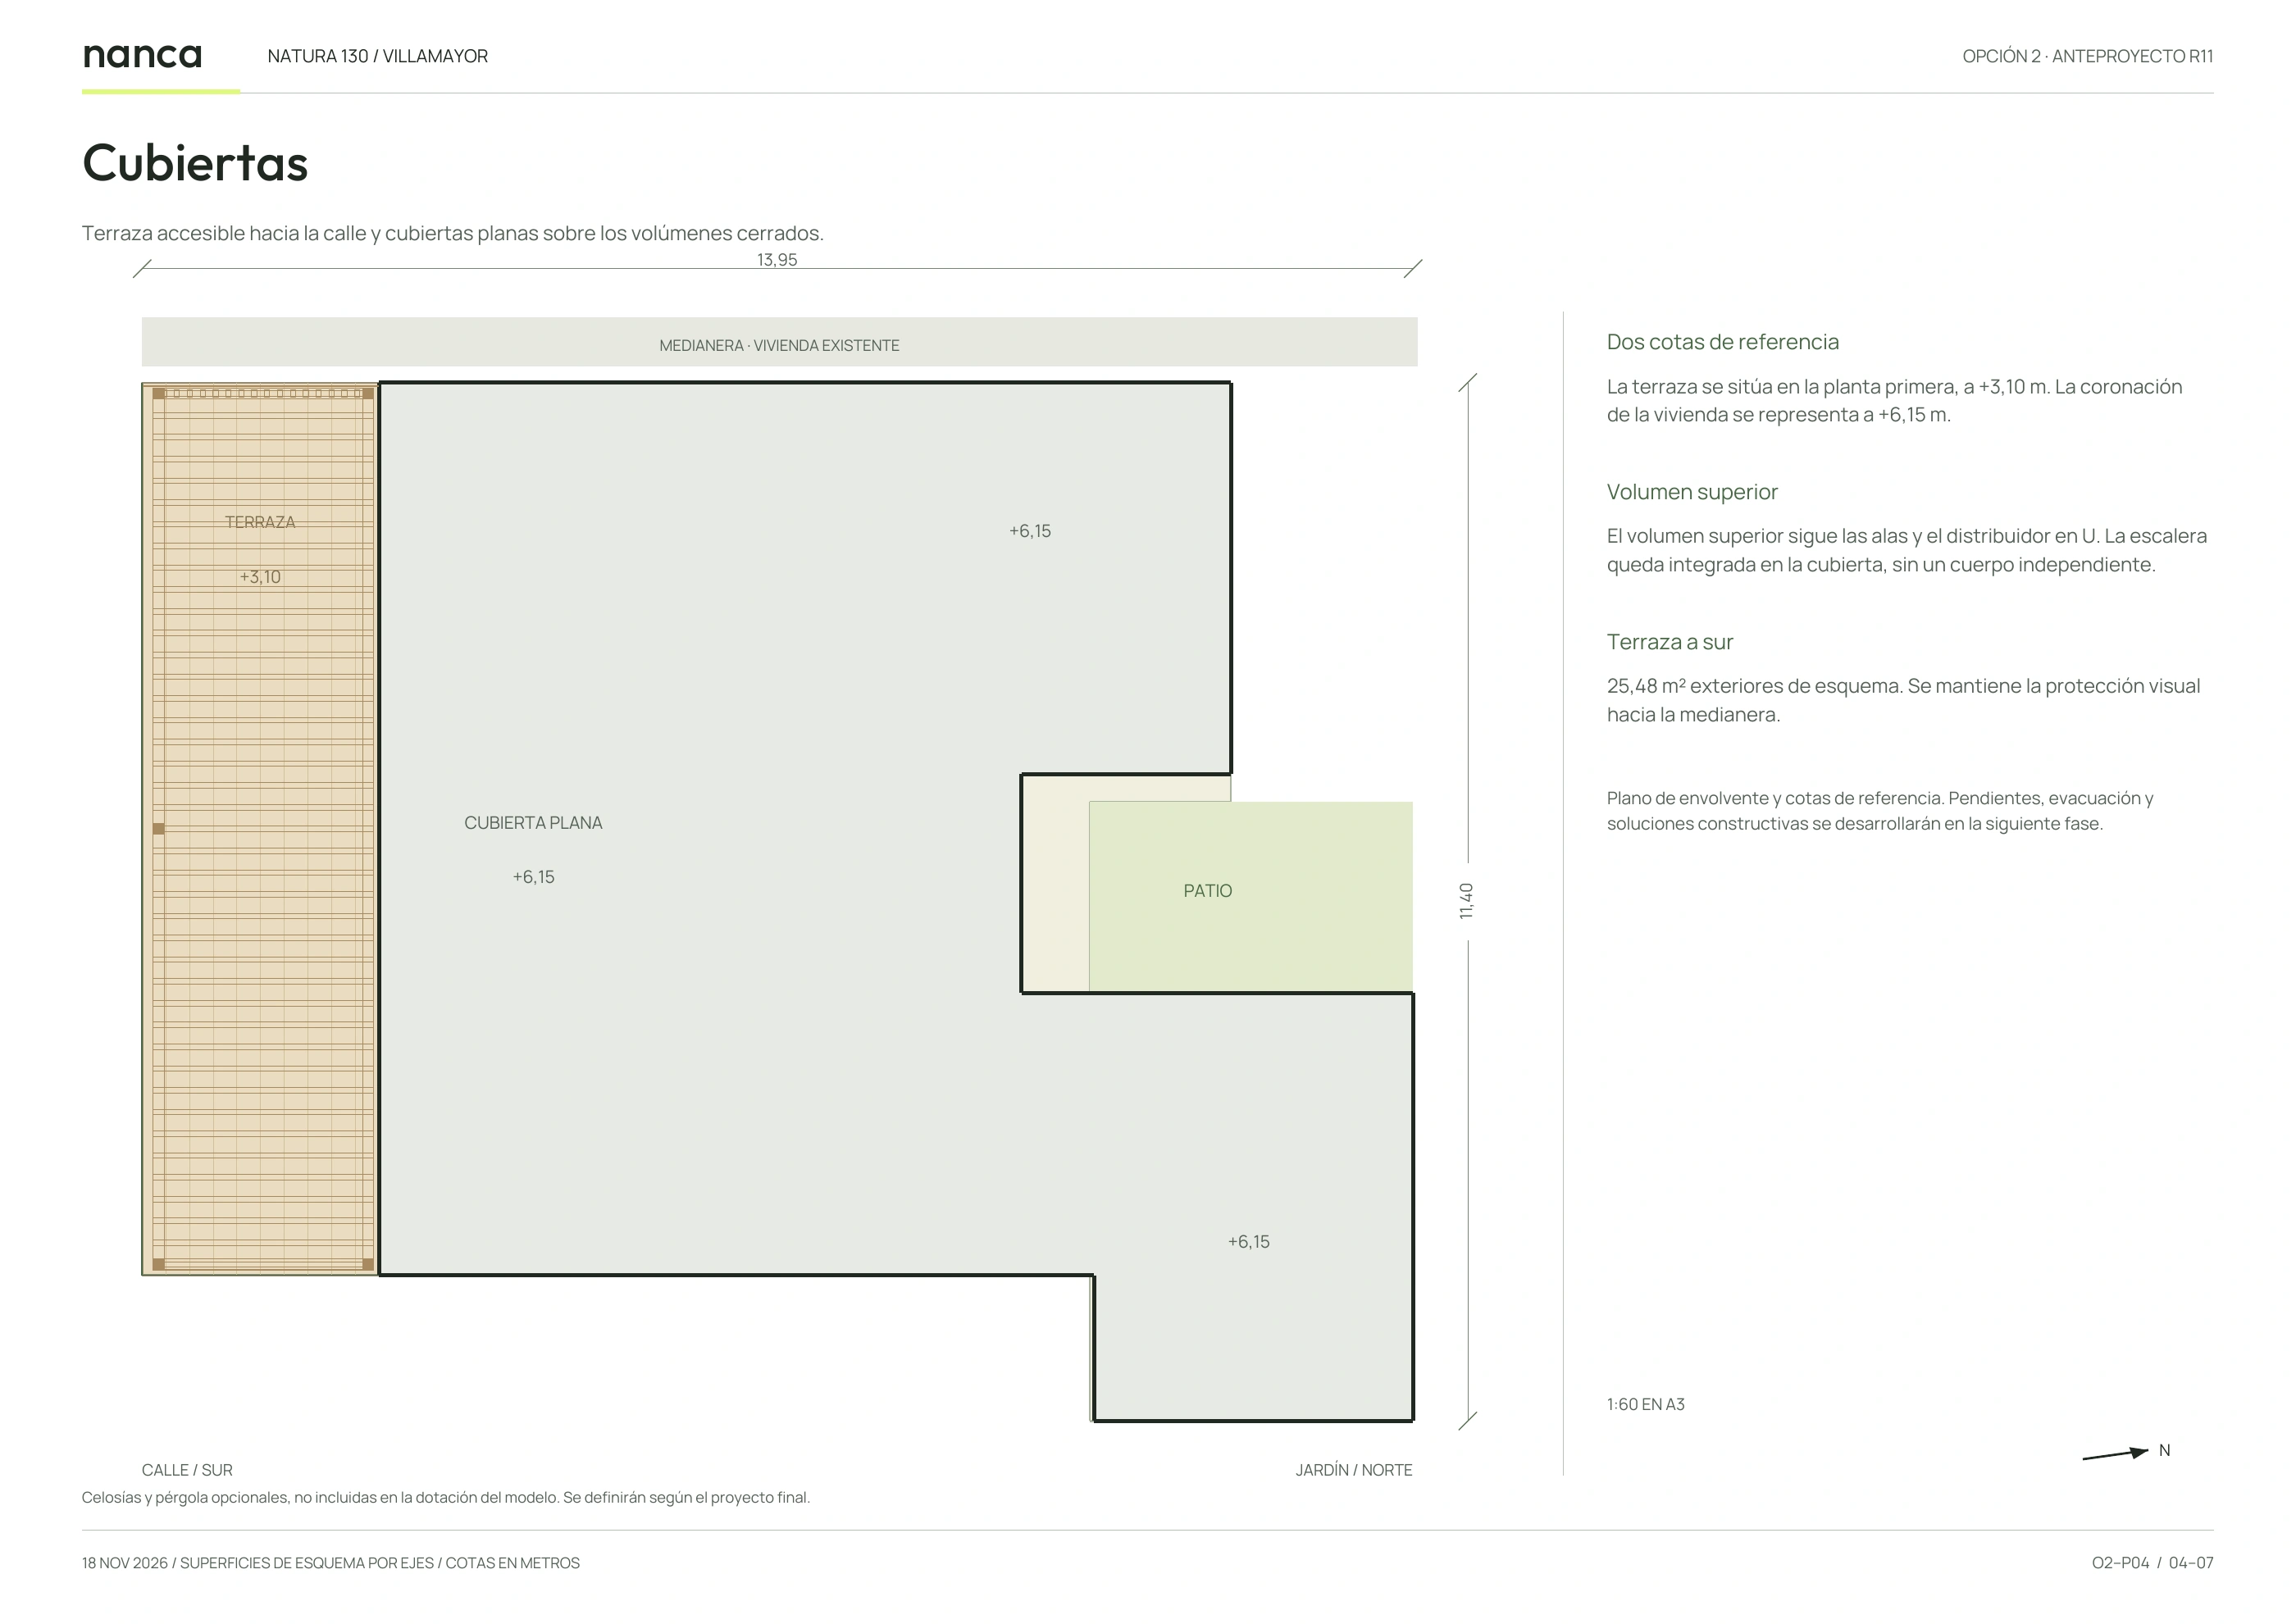 nanca
NATURA 130 / VILLAMAYOR
OPCIÓN 2 · ANTEPROYECTO R11
Cubiertas
Terraza accesible hacia la calle y cubiertas planas sobre los volúmenes cerrados.
13,95
MEDIANERA · VIVIENDA EXISTENTE
TERRAZA
+3,10
+6,15
CUBIERTA PLANA
+6,15
PATIO
11,40
+6,15
CALLE / SUR
JARDÍN / NORTE
Celosías y pérgola opcionales, no incluidas en la dotación del modelo. Se definirán según el proyecto final.
Dos cotas de referencia
La terraza se sitúa en la planta primera, a +3,10 m. La coronación
de la vivienda se representa a +6,15 m.
Volumen superior
El volumen superior sigue las alas y el distribuidor en U. La escalera
queda integrada en la cubierta, sin un cuerpo independiente.
Terraza a sur
25,48 m² exteriores de esquema. Se mantiene la protección visual
hacia la medianera.
Plano de envolvente y cotas de referencia. Pendientes, evacuación y
soluciones constructivas se desarrollarán en la siguiente fase.
1:60 EN A3
N
18 NOV 2026 / SUPERFICIES DE ESQUEMA POR EJES / COTAS EN METROS
O2-P04 / 04-07